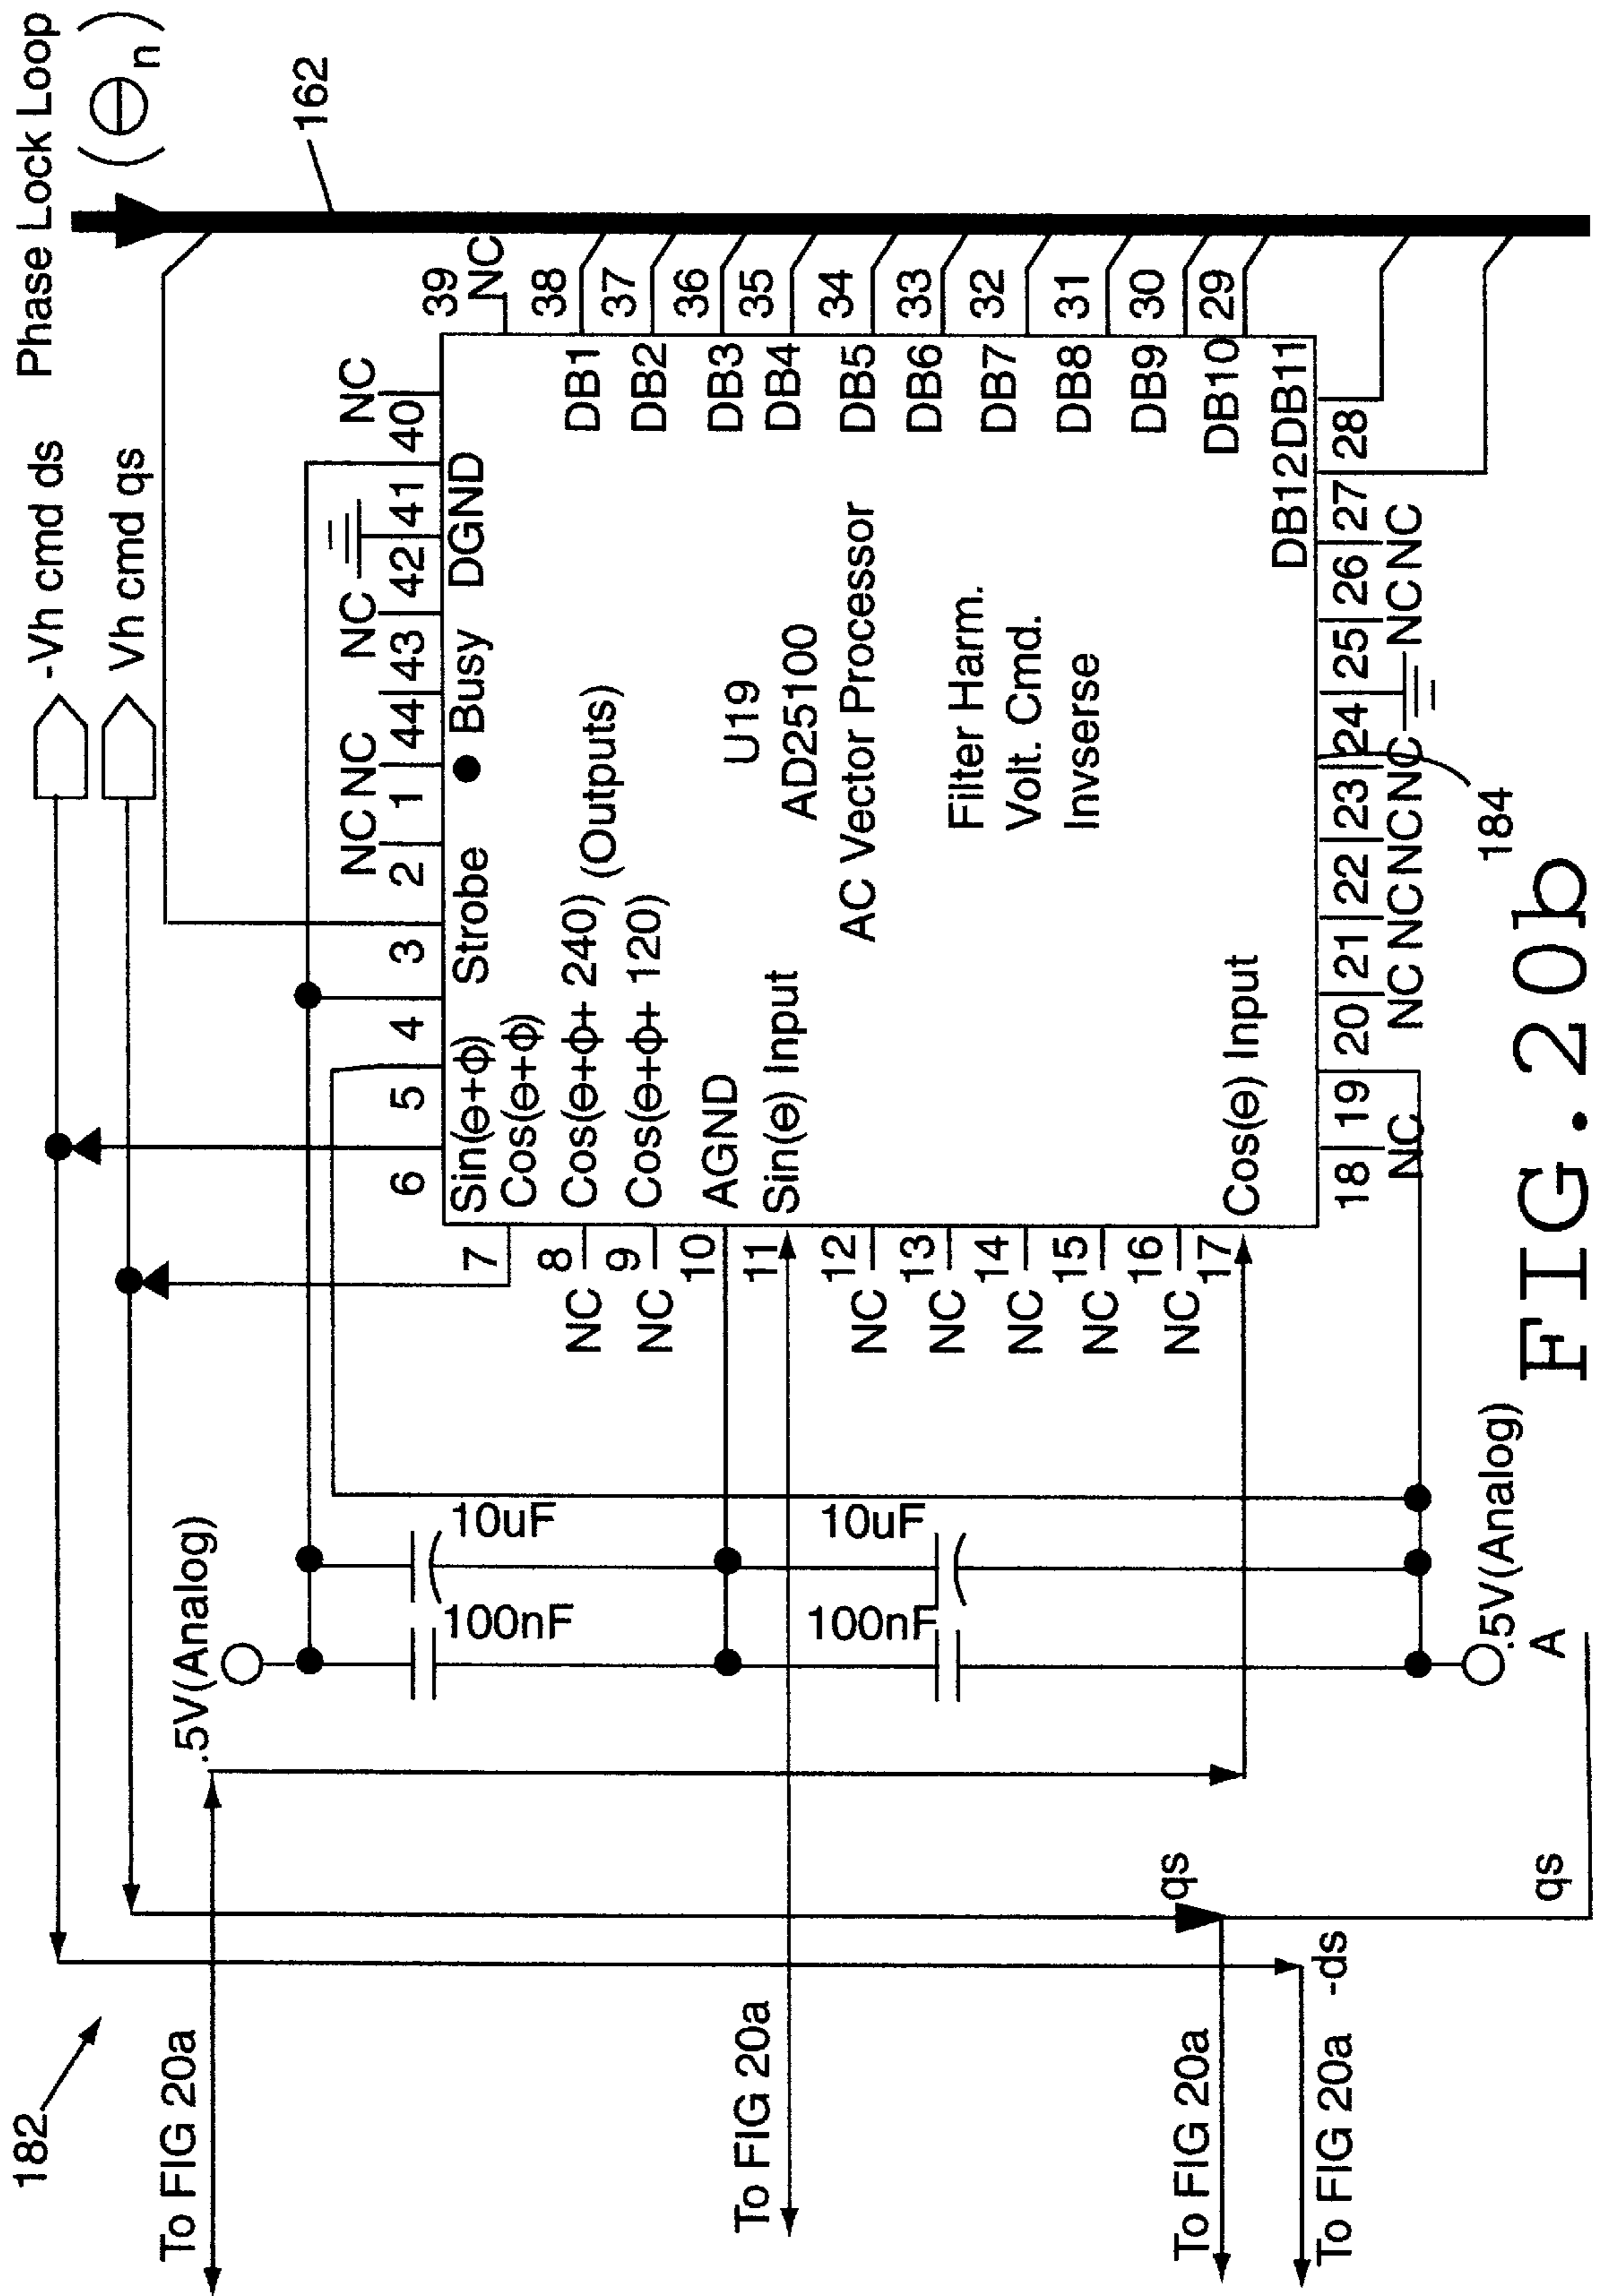 182
Phase Lock Loop
(Θn)
-Vh cmd ds
Vh cmd qs
162
To FIG 20a
.5V(Analog)
NC NC NC NC NC
6 5 4 3 2 1 44 43 42 41 40
39
NC
Sin(ө+ϕ)
Strobe
Busy
DGND
7
Cos(ө+ϕ)
NC 8
Cos(ө+ϕ+ 240)
(Outputs)
NC 9
Cos(ө+ϕ+ 120)
10
AGND
To FIG 20a
11
Sin(ө) Input
NC 12
NC 13
NC 14
NC 15
NC 16
17
Cos(ө) Input
U19
AD25100
AC Vector Processor
Filter Harm.
Volt. Cmd.
Invserse
DB1 38
DB2 37
DB3 36
DB4 35
DB5 34
DB6 33
DB7 32
DB8 31
DB9 30
DB10 29
DB12 DB11
18 19 20 21 22 23 24 25 26 27 28
NC NC NC NC NC NC NC
10uF
100nF
10uF
100nF
184
qs
To FIG 20a
-ds
To FIG 20a
.5V(Analog)
A
qs
FIG. 20b